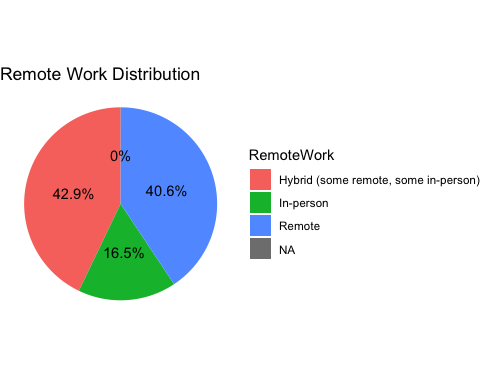 Remote Work Distribution
0%
42.9%
40.6%
16.5%
RemoteWork
Hybrid (some remote, some in-person)
In-person
Remote
NA